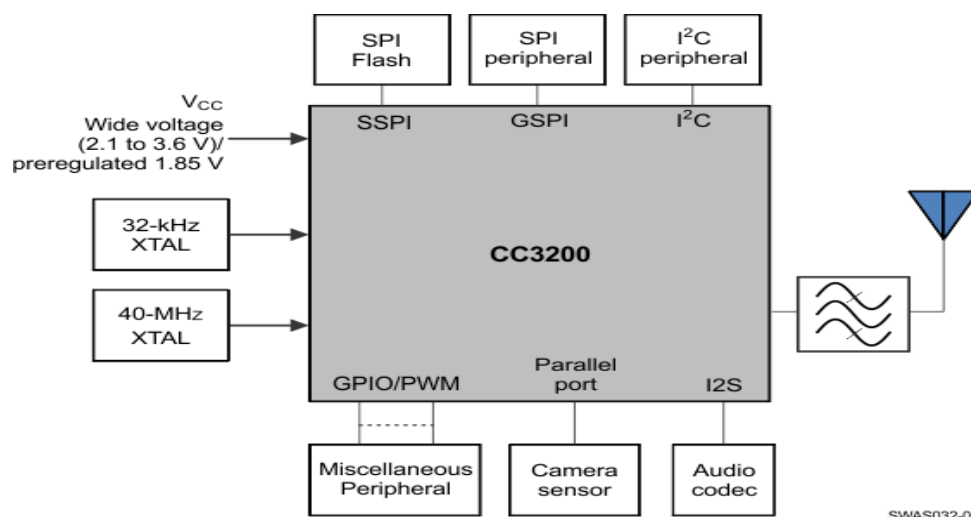 SPI
Flash
SPI
peripheral
I²C
peripheral
VCC
Wide voltage
(2.1 to 3.6 V)/
preregulated 1.85 V
SSPI
GSPI
I²C
32-kHz
XTAL
CC3200
40-MHz
XTAL
GPIO/PWM
Parallel
port
I2S
Miscellaneous
Peripheral
Camera
sensor
Audio
codec
SWAS032-0